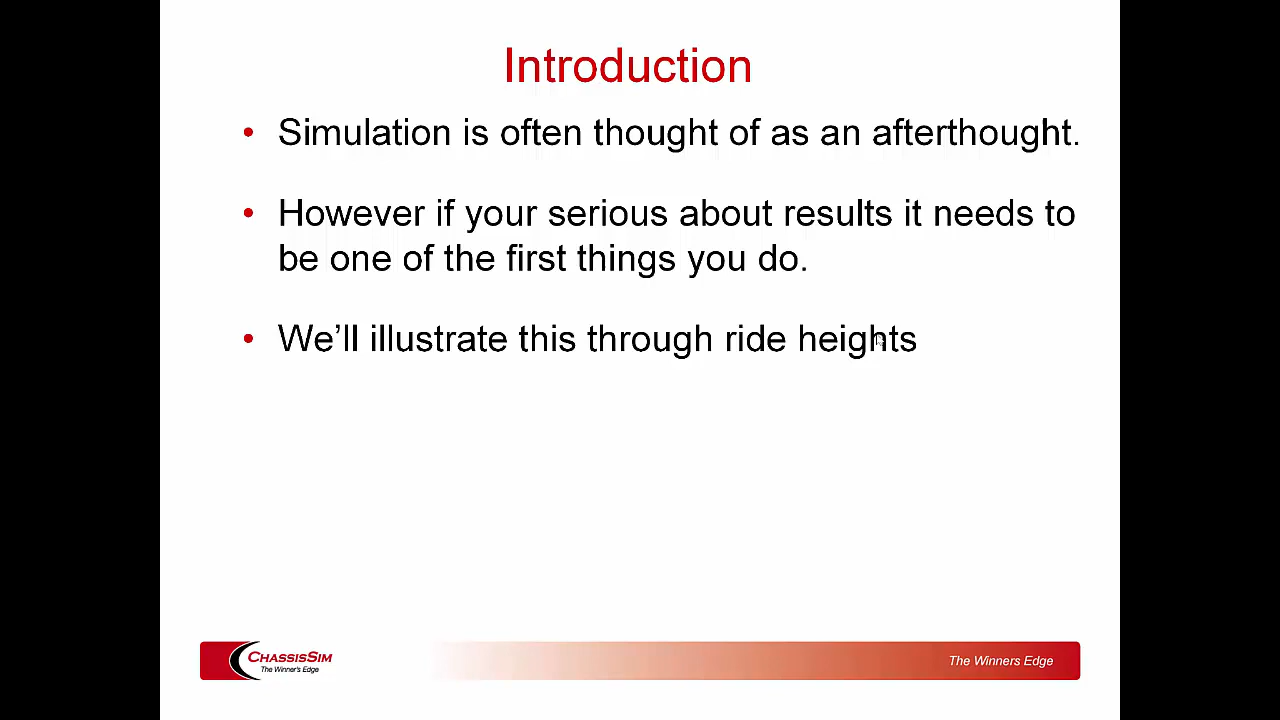 Introduction
• Simulation is often thought of as an afterthought.
• However if your serious about results it needs to
be one of the first things you do.
• We’ll illustrate this through ride heights
CHASSISSIM
The Winner's Edge
The Winners Edge